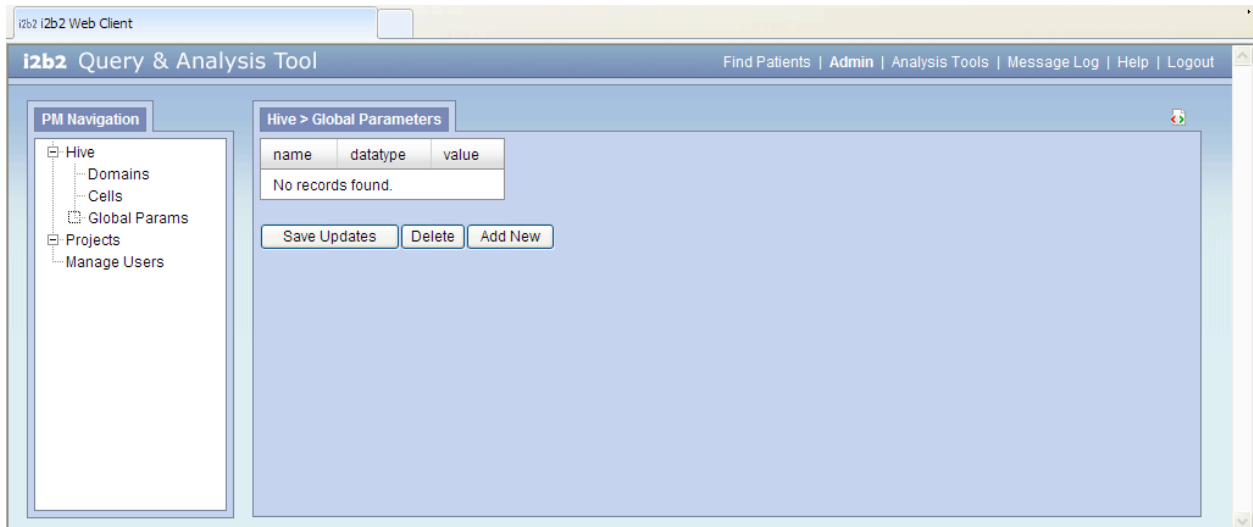 i2b2 i2b2 Web Client
i2b2 Query & Analysis Tool
Find Patients | Admin | Analysis Tools | Message Log | Help | Logout
PM Navigation
Hive
Domains
Cells
Global Params
Projects
Manage Users
Hive > Global Parameters
name datatype value
No records found.
Save Updates Delete Add New